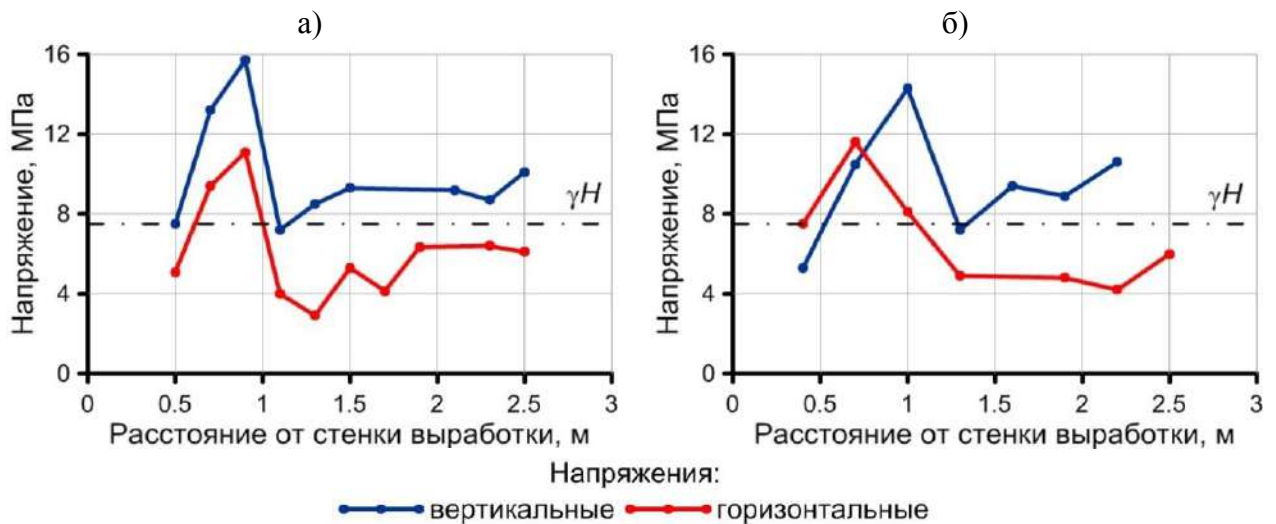 а)
б)
Напряжение, МПа
16
12
8
4
0
γH
0 0.5 1 1.5 2 2.5 3
Расстояние от стенки выработки, м
Напряжение, МПа
16
12
8
4
0
γH
0 0.5 1 1.5 2 2.5 3
Расстояние от стенки выработки, м
Напряжения:
вертикальные горизонтальные